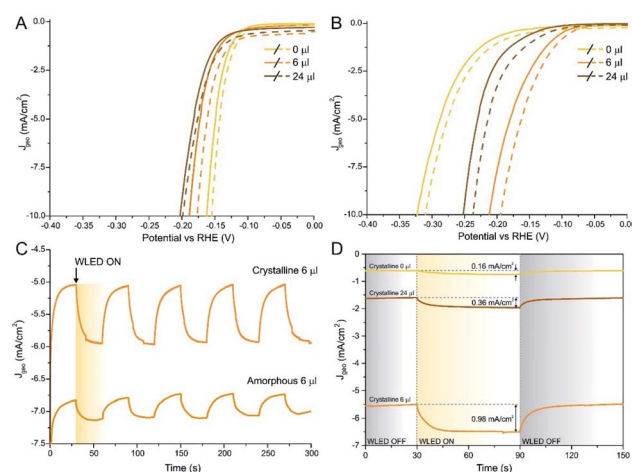 A
0 µl
6 µl
24 µl
J geo (mA/cm²)
0.0
-2.5
-5.0
-7.5
-10.0
-0.40 -0.35 -0.30 -0.25 -0.20 -0.15 -0.10 -0.05 0.00
Potential vs RHE (V)
B
0 µl
6 µl
24 µl
J geo (mA/cm²)
0.0
-2.5
-5.0
-7.5
-10.0
-0.40 -0.35 -0.30 -0.25 -0.20 -0.15 -0.10 -0.05 0.00
Potential vs RHE (V)
C
WLED ON
Crystalline 6 µl
Amorphous 6 µl
J geo (mA/cm²)
-4.5
-5.0
-5.5
-6.0
-6.5
-7.0
-7.5
0 50 100 150 200 250 300
Time (s)
D
Crystalline 0 µl
0.16 mA/cm²
Crystalline 24 µl
0.36 mA/cm²
Crystalline 6 µl
0.98 mA/cm²
WLED OFF WLED ON WLED OFF
J geo (mA/cm²)
0
-1
-2
-3
-4
-5
-6
-7
0 30 60 90 120 150
Time (s)